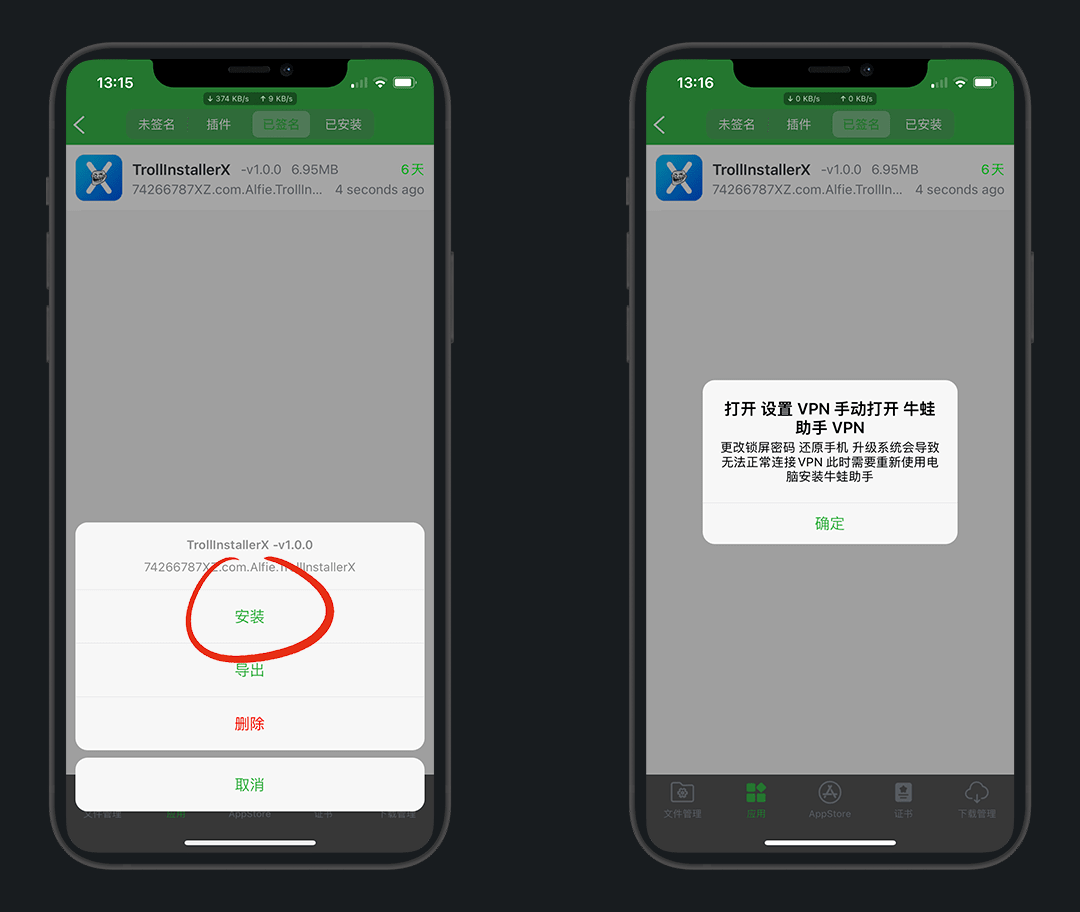 13:15
↓ 374 KB/s ↑ 9 KB/s
未签名 插件 已签名 已安装
TrollInstallerX -v1.0.0 6.95MB 6天
74266787XZ.com.Alfie.TrollIn... 4 seconds ago
TrollInstallerX -v1.0.0
74266787XZ.com.Alfie.TrollInstallerX
安装
导出
删除
取消
文件管理 应用 AppStore 证书 下载管理
13:16
↓ 0 KB/s ↑ 0 KB/s
未签名 插件 已签名 已安装
TrollInstallerX -v1.0.0 6.95MB 6天
74266787XZ.com.Alfie.TrollIn... 4 seconds ago
打开 设置 VPN 手动打开 牛蛙
助手 VPN
更改锁屏密码 还原手机 升级系统会导致
无法正常连接VPN 此时需要重新使用电
脑安装牛蛙助手
确定
文件管理 应用 AppStore 证书 下载管理